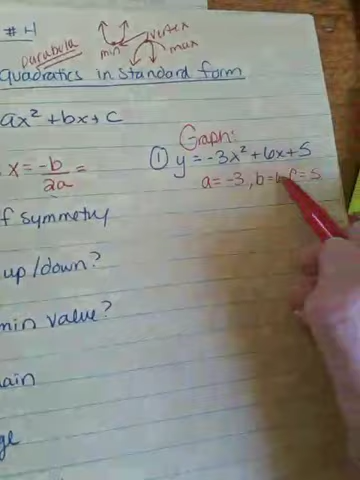 #4
parabola
min
vertex
max
quadratics in standard form
ax² + bx + c
Graph:
① y = -3x² + 6x + 5
x = -b/2a =
a = -3, b = 6 c = 5
f symmetry
up/down?
min value?
ain
ge